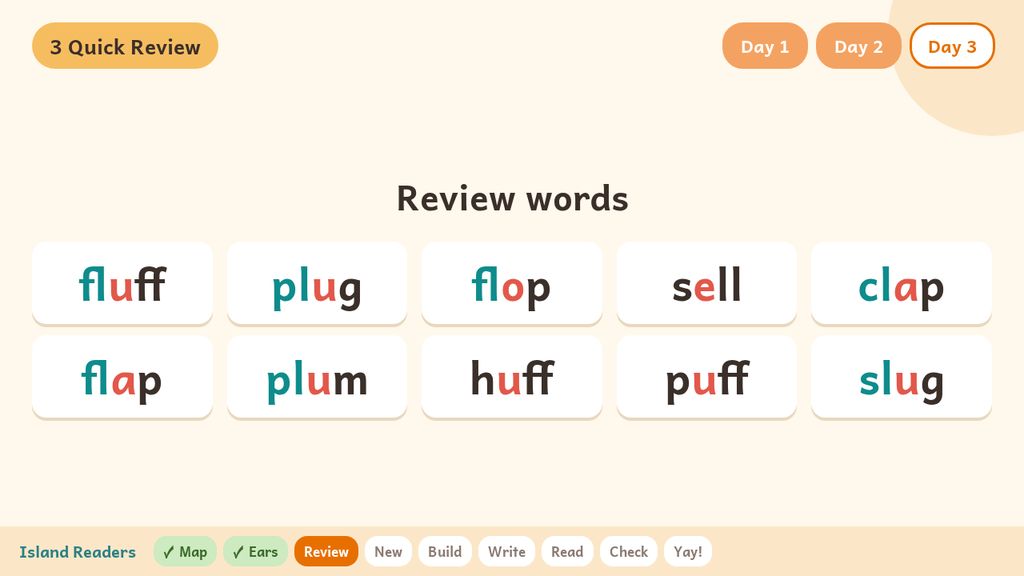 3 Quick Review
Day 1 Day 2 Day 3
Review words
fluff plug flop sell clap
flap plum huff puff slug
Island Readers ✓ Map ✓ Ears Review New Build Write Read Check Yay!